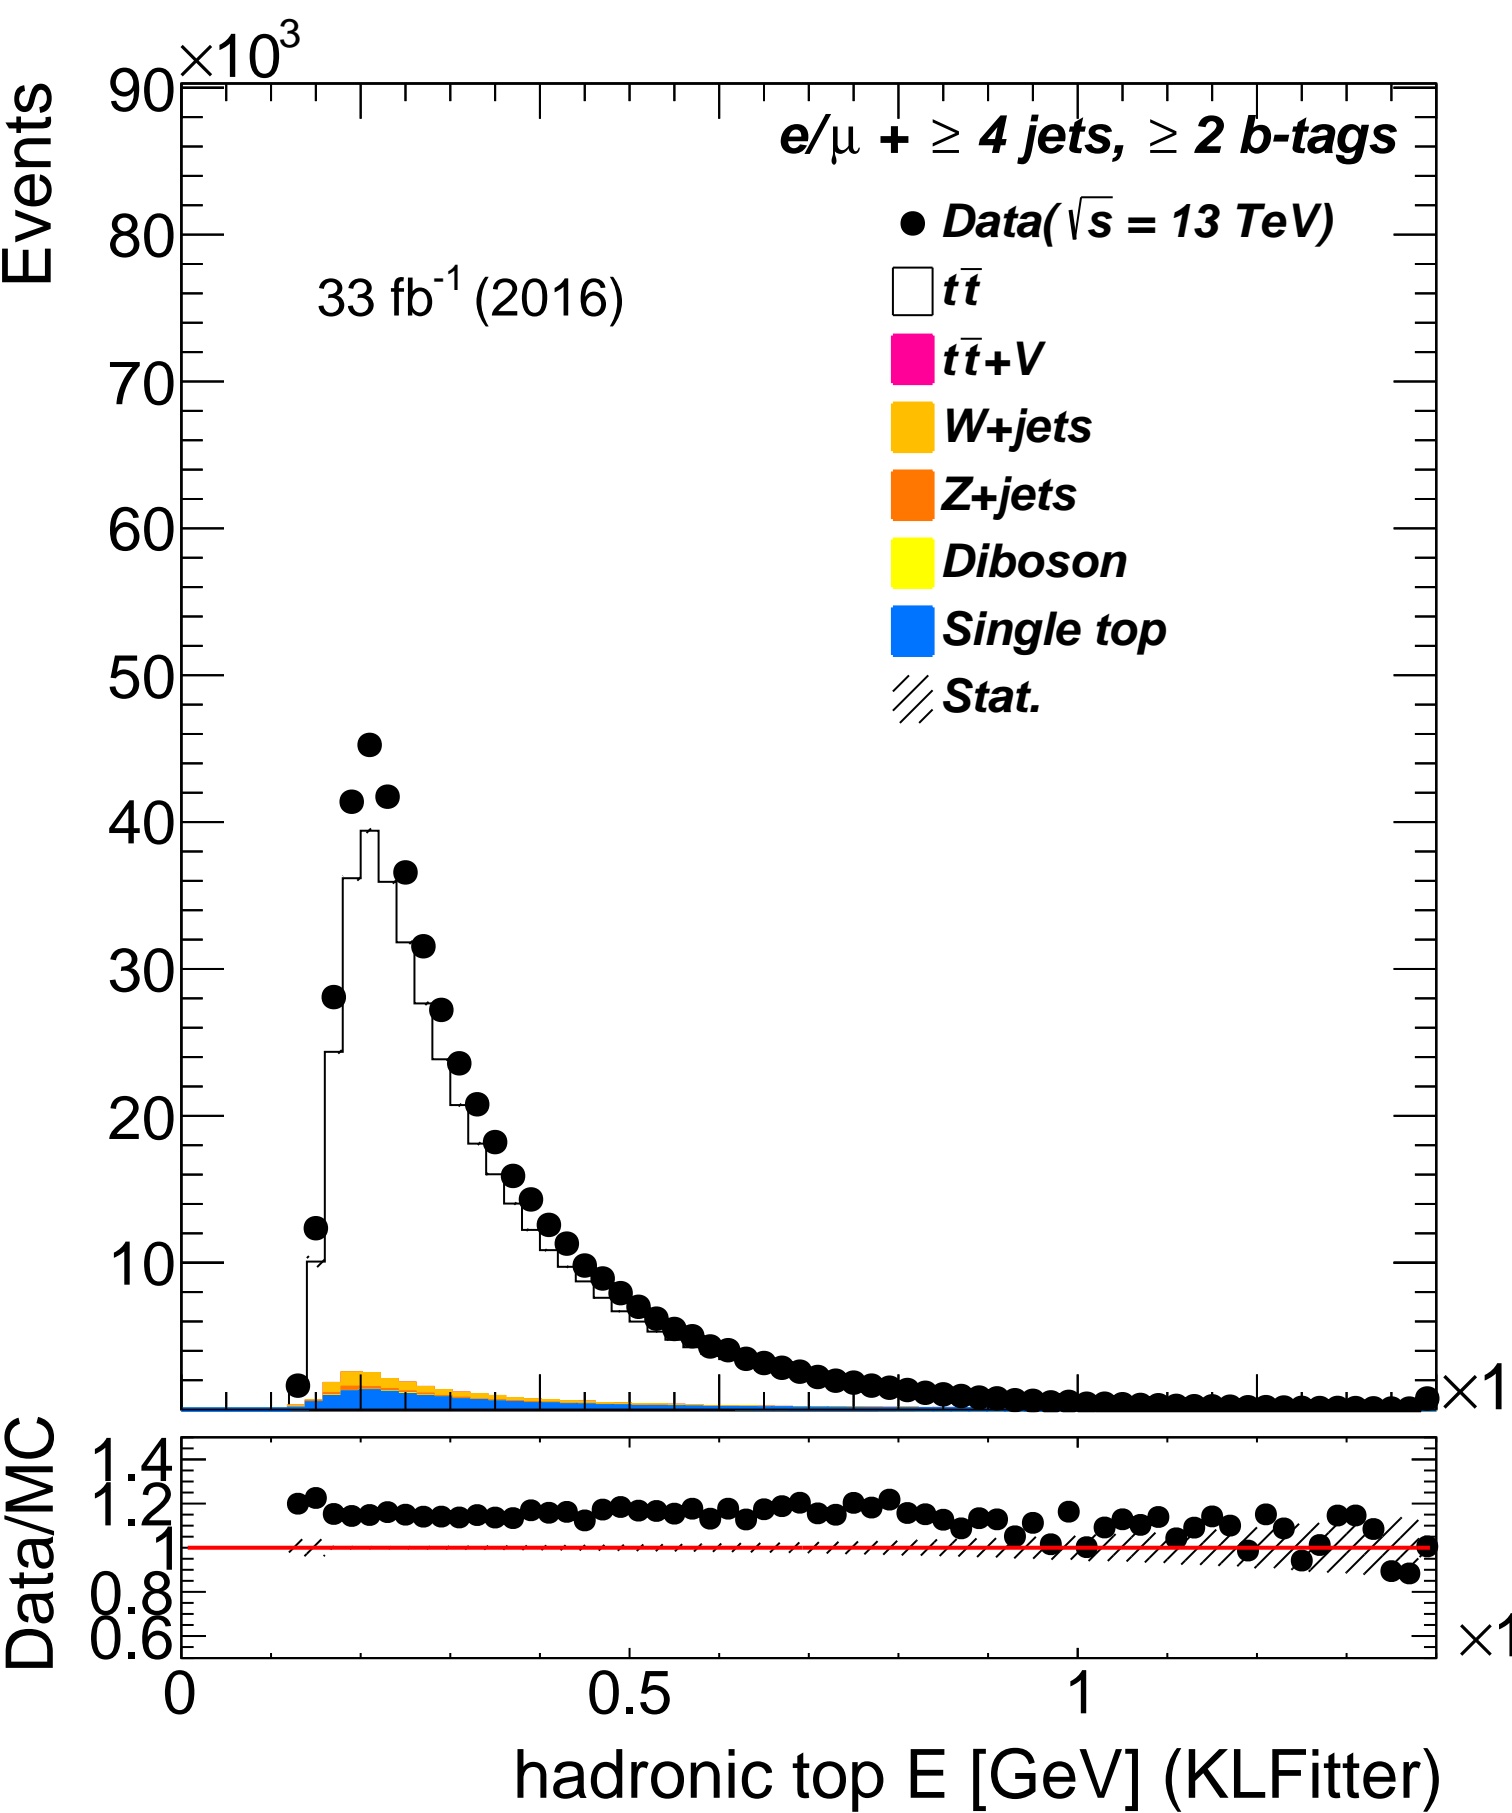 ×10³
Events
90
80
70
60
50
40
30
20
10
e/μ + ≥ 4 jets, ≥ 2 b-tags
33 fb⁻¹ (2016)
Data(√s = 13 TeV)
tt̅
tt̅+V
W+jets
Z+jets
Diboson
Single top
Stat.
×1
Data/MC
1.4
1.2
1
0.8
0.6
×1
0 0.5 1
hadronic top E [GeV] (KLFitter)